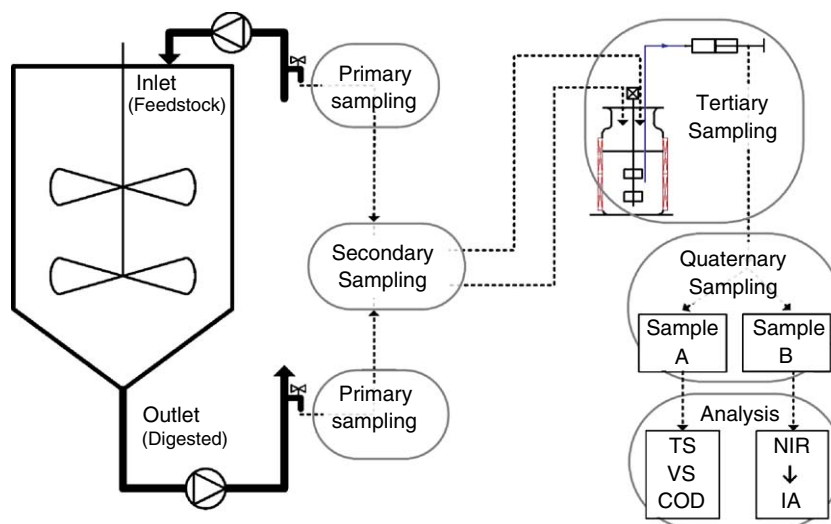 Inlet
(Feedstock)
Primary
sampling
Tertiary
Sampling
Secondary
Sampling
Quaternary
Sampling
Sample
A
Sample
B
Outlet
(Digested)
Primary
sampling
Analysis
TS
VS
COD
NIR
IA